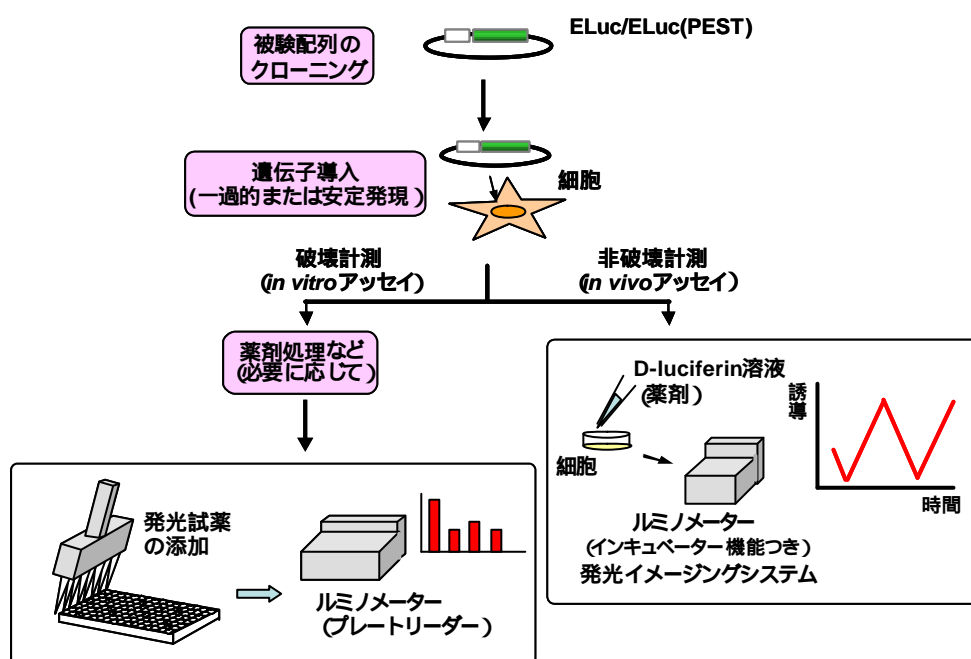 ELuc/ELuc(PEST)
被験配列の
クローニング
遺伝子導入
(一過的または安定発現)
細胞
破壊計測
(in vitroアッセイ)
非破壊計測
(in vivoアッセイ)
薬剤処理など
(必要に応じて)
D-luciferin溶液
(薬剤)
細胞
誘導
時間
ルミノメーター
(インキュベーター機能つき)
発光イメージングシステム
発光試薬
の添加
ルミノメーター
(プレートリーダー)